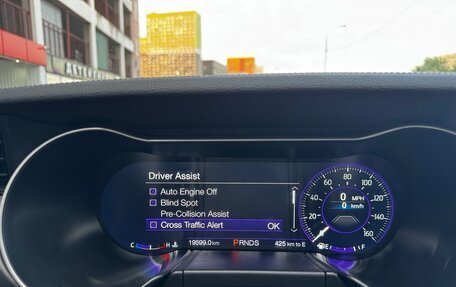 Driver Assist
Auto Engine Off
Blind Spot
Pre-Collision Assist
Cross Traffic Alert OK
80
60 100
40 120
20 140
160
0 MPH
0 km/h
C H
E F
19599.0km PRNDS 425 km to E